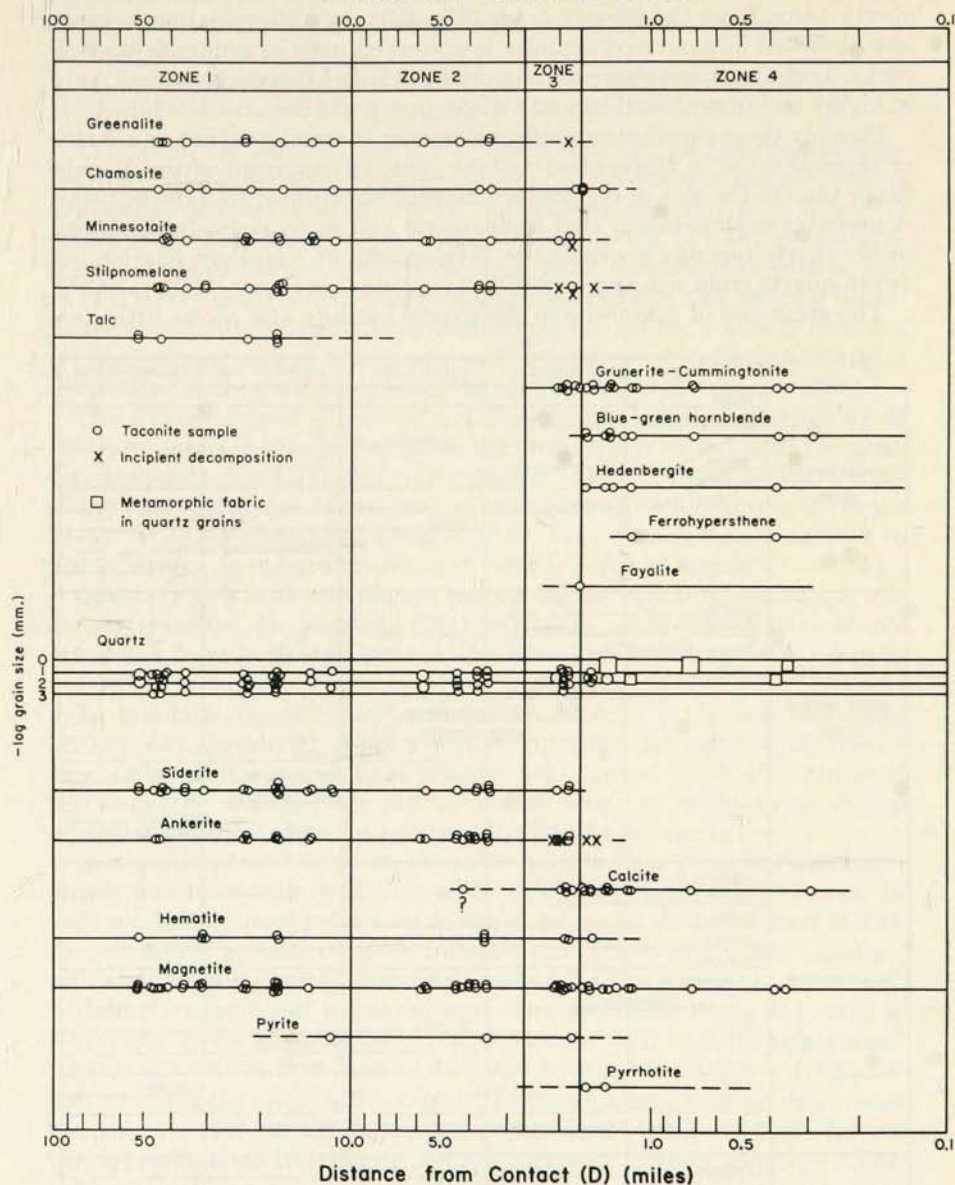 100 50 10.0 5.0 1.0 0.5 0.1
ZONE 1 ZONE 2 ZONE 3 ZONE 4
Greenalite
Chamosite
Minnesotaite
Stilpnomelane
Talc
Grunerite-Cummingtonite
O Taconite sample
Blue-green hornblende
X Incipient decomposition
Hedenbergite
Metamorphic fabric
in quartz grains
Ferrohypersthene
Fayalite
-log grain size (mm.)
Quartz
0
1
2
3
Siderite
Ankerite
Calcite
?
Hematite
Magnetite
Pyrite
Pyrrhotite
100 50 10.0 5.0 1.0 0.5 0.1
Distance from Contact (D) (miles)